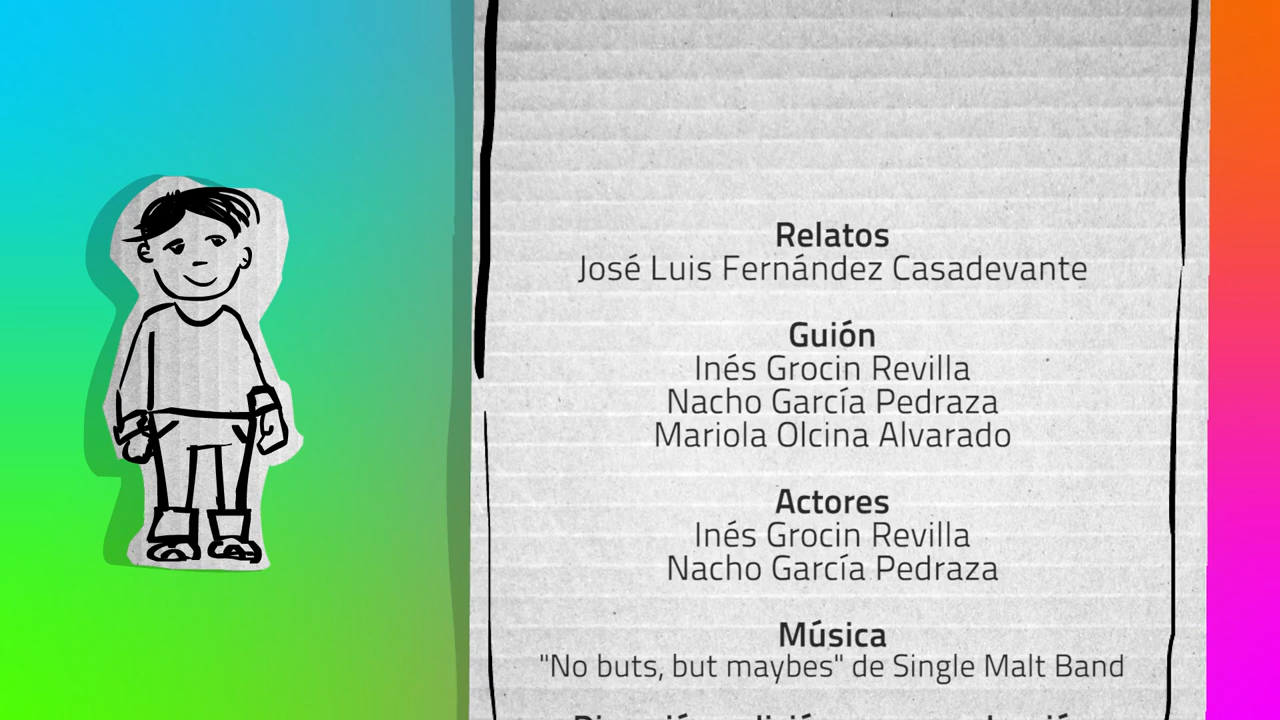 Relatos
José Luis Fernández Casadevante
Guión
Inés Grocin Revilla
Nacho García Pedraza
Mariola Olcina Alvarado
Actores
Inés Grocin Revilla
Nacho García Pedraza
Música
"No buts, but maybes" de Single Malt Band